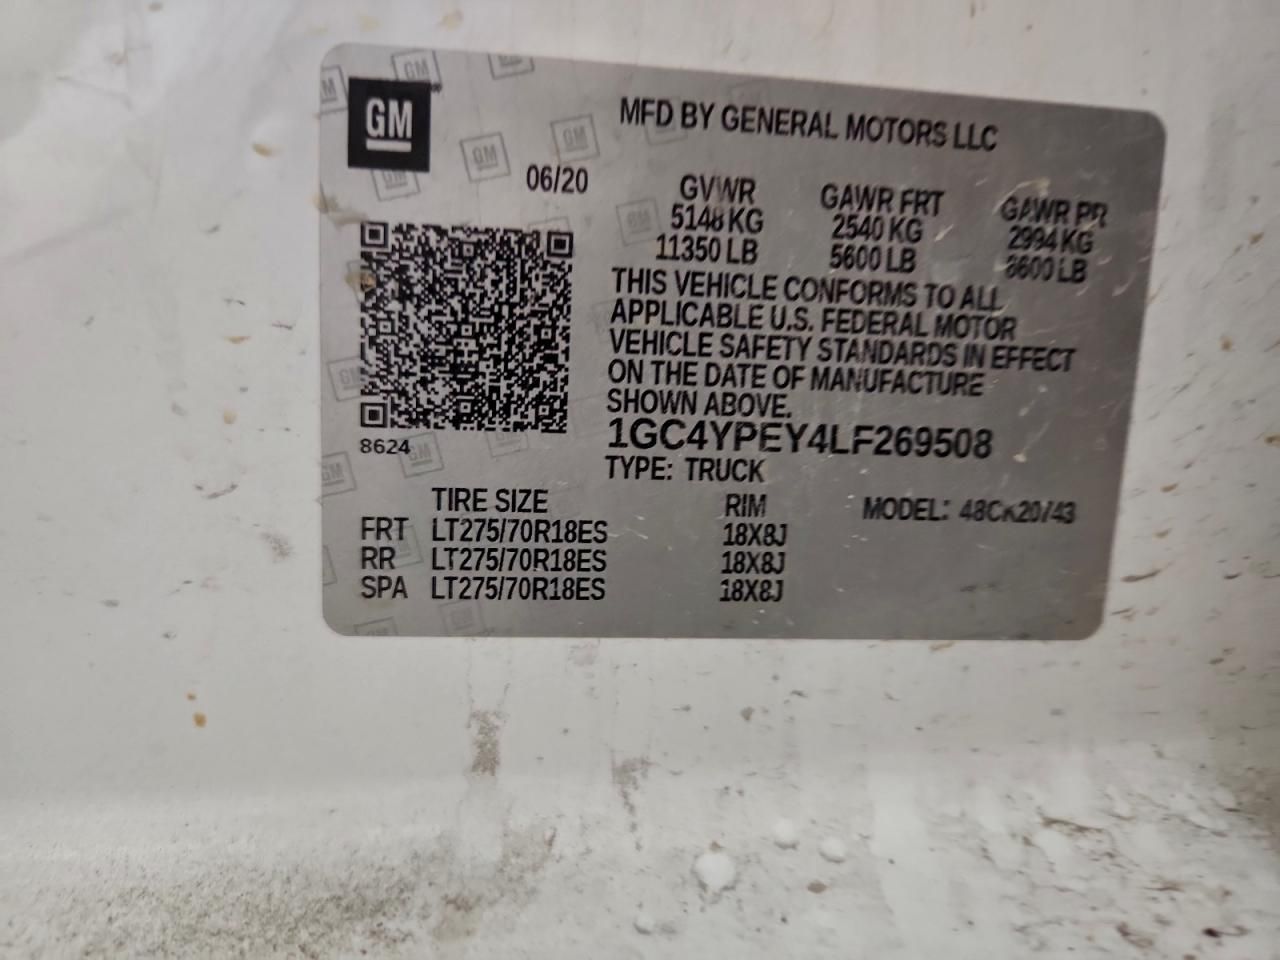 GM
MFD BY GENERAL MOTORS LLC
06/20
GVWR GAWR FRT GAWR RR
5148 KG 2540 KG 2994 KG
11350 LB 5600 LB 6600 LB
THIS VEHICLE CONFORMS TO ALL
APPLICABLE U.S. FEDERAL MOTOR
VEHICLE SAFETY STANDARDS IN EFFECT
ON THE DATE OF MANUFACTURE
SHOWN ABOVE.
8624
1GC4YPEY4LF269508
TYPE: TRUCK
TIRE SIZE RIM MODEL: 48CK20743
FRT LT275/70R18ES 18X8J
RR LT275/70R18ES 18X8J
SPA LT275/70R18ES 18X8J